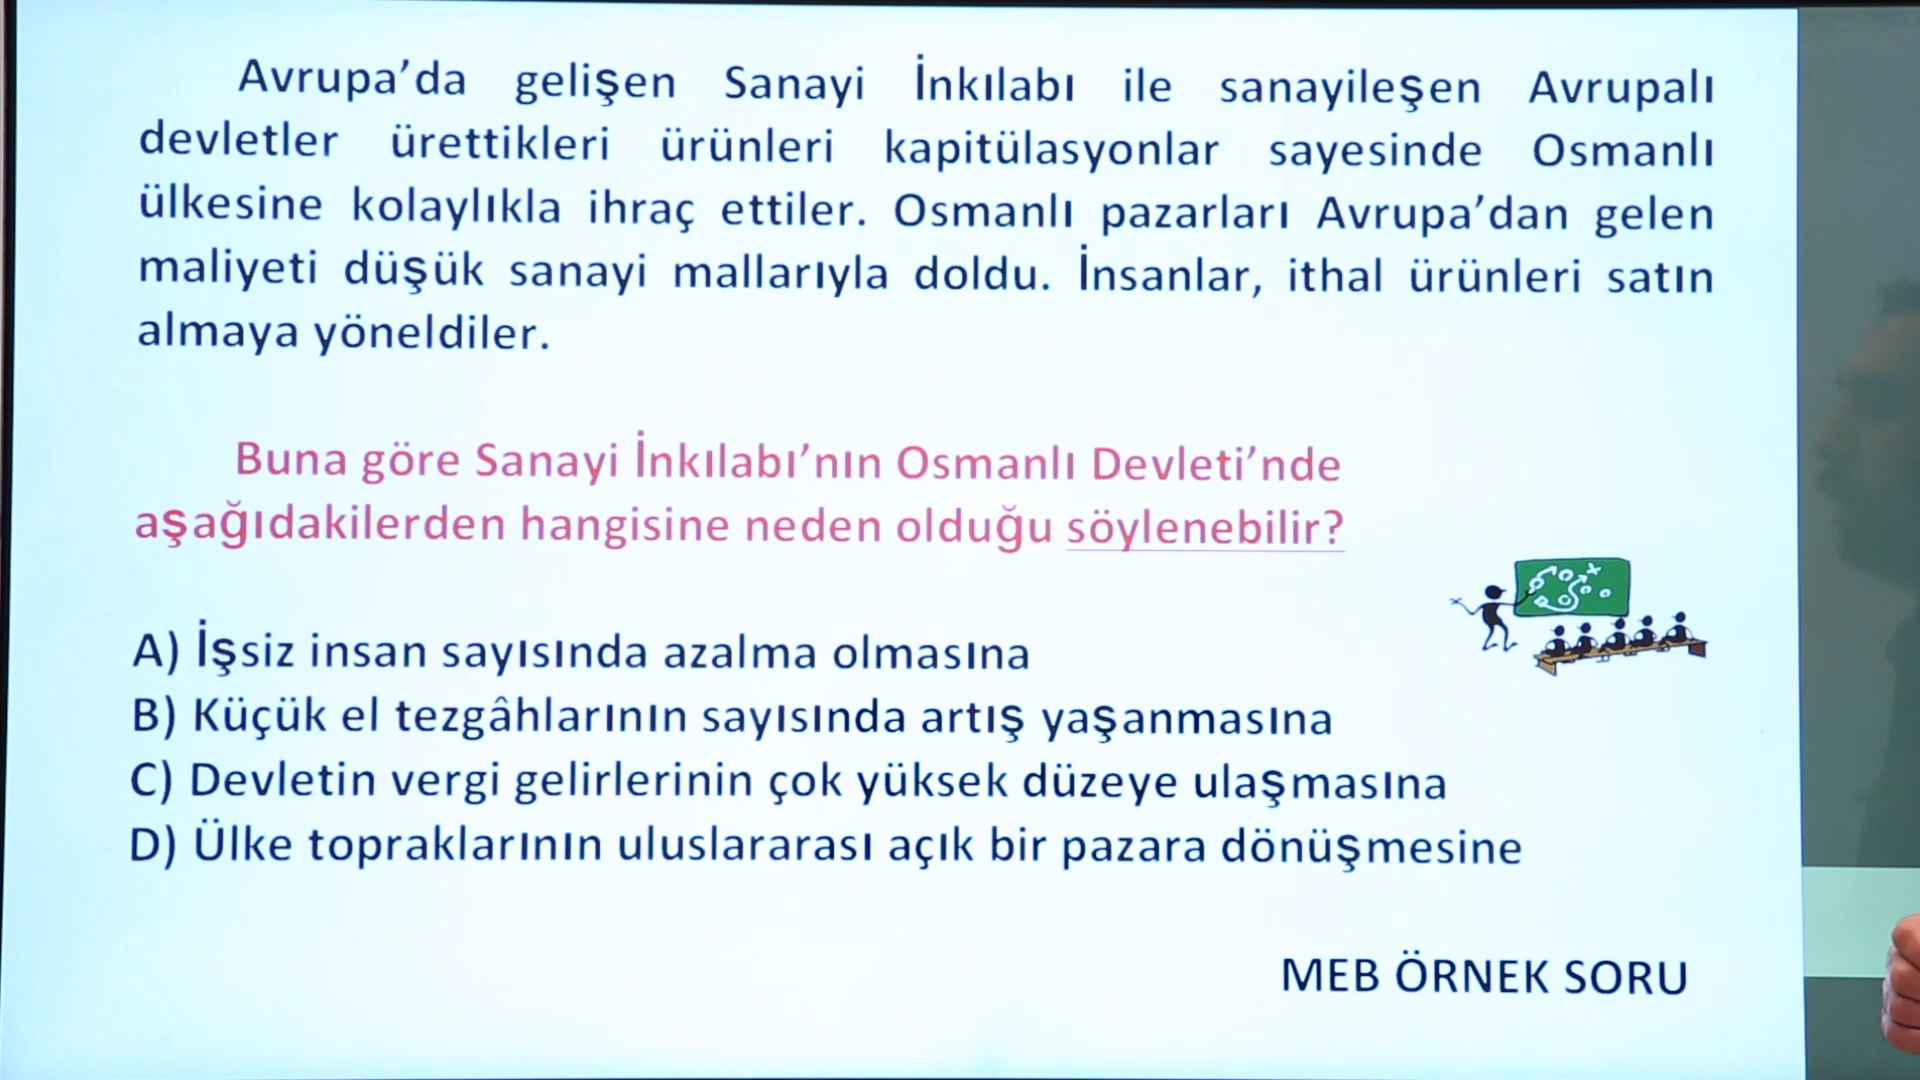 Avrupa’da gelişen Sanayi İnkılabı ile sanayileşen Avrupalı
devletler ürettikleri ürünleri kapitülasyonlar sayesinde Osmanlı
ülkesine kolaylıkla ihraç ettiler. Osmanlı pazarları Avrupa’dan gelen
maliyeti düşük sanayi mallarıyla doldu. İnsanlar, ithal ürünleri satın
almaya yöneldiler.
Buna göre Sanayi İnkılabı’nın Osmanlı Devleti’nde
aşağıdakilerden hangisine neden olduğu söylenebilir?
A) İşsiz insan sayısında azalma olmasına
B) Küçük el tezgâhlarının sayısında artış yaşanmasına
C) Devletin vergi gelirlerinin çok yüksek düzeye ulaşmasına
D) Ülke topraklarının uluslararası açık bir pazara dönüşmesine
MEB ÖRNEK SORU